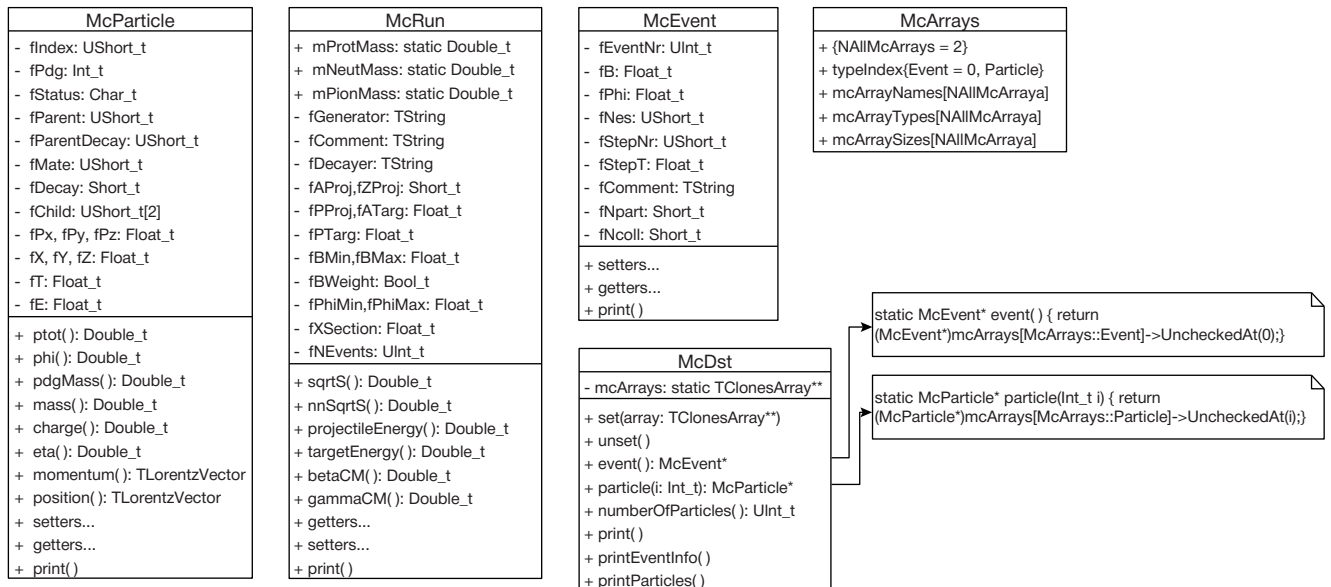 McParticle
- fIndex: UShort_t
- fPdg: Int_t
- fStatus: Char_t
- fParent: UShort_t
- fParentDecay: UShort_t
- fMate: UShort_t
- fDecay: Short_t
- fChild: UShort_t[2]
- fPx, fPy, fPz: Float_t
- fX, fY, fZ: Float_t
- fT: Float_t
- fE: Float_t
+ ptot( ): Double_t
+ phi( ): Double_t
+ pdgMass( ): Double_t
+ mass( ): Double_t
+ charge( ): Double_t
+ eta( ): Double_t
+ momentum( ): TLorentzVector
+ position( ): TLorentzVector
+ setters...
+ getters...
+ print( )
McRun
+ mProtMass: static Double_t
+ mNeutMass: static Double_t
+ mPionMass: static Double_t
- fGenerator: TString
- fComment: TString
- fDecayer: TString
- fAProj,fZProj: Short_t
- fPProj,fATarg: Float_t
- fPTarg: Float_t
- fBMin,fBMax: Float_t
- fBWeight: Bool_t
- fPhiMin,fPhiMax: Float_t
- fXSection: Float_t
- fNEvents: UInt_t
+ sqrtS( ): Double_t
+ nnSqrtS( ): Double_t
+ projectileEnergy( ): Double_t
+ targetEnergy( ): Double_t
+ betaCM( ): Double_t
+ gammaCM( ): Double_t
+ getters...
+ setters...
+ print( )
McEvent
- fEventNr: UInt_t
- fB: Float_t
- fPhi: Float_t
- fNes: UShort_t
- fStepNr: UShort_t
- fStepT: Float_t
- fComment: TString
- fNpart: Short_t
- fNcoll: Short_t
+ setters...
+ getters...
+ print( )
McDst
- mcArrays: static TClonesArray**
+ set(array: TClonesArray**)
+ unset( )
+ event( ): McEvent*
+ particle(i: Int_t): McParticle*
+ numberOfParticles( ): UInt_t
+ print( )
+ printEventInfo( )
+ printParticles( )
McArrays
+ {NAllMcArrays = 2}
+ typeIndex{Event = 0, Particle}
+ mcArrayNames[NAllMcArraya]
+ mcArrayTypes[NAllMcArraya]
+ mcArraySizes[NAllMcArraya]
static McEvent* event( ) { return
(McEvent*)mcArrays[McArrays::Event]->UncheckedAt(0);}
static McParticle* particle(Int_t i) { return
(McParticle*)mcArrays[McArrays::Particle]->UncheckedAt(i);}